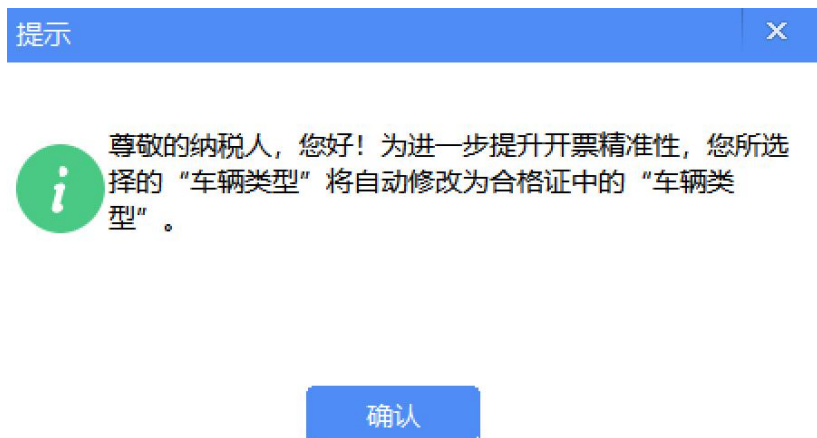 提示
尊敬的纳税人，您好！为进一步提升开票精准性，您所选
择的“车辆类型”将自动修改为合格证中的“车辆类
型”。
确认